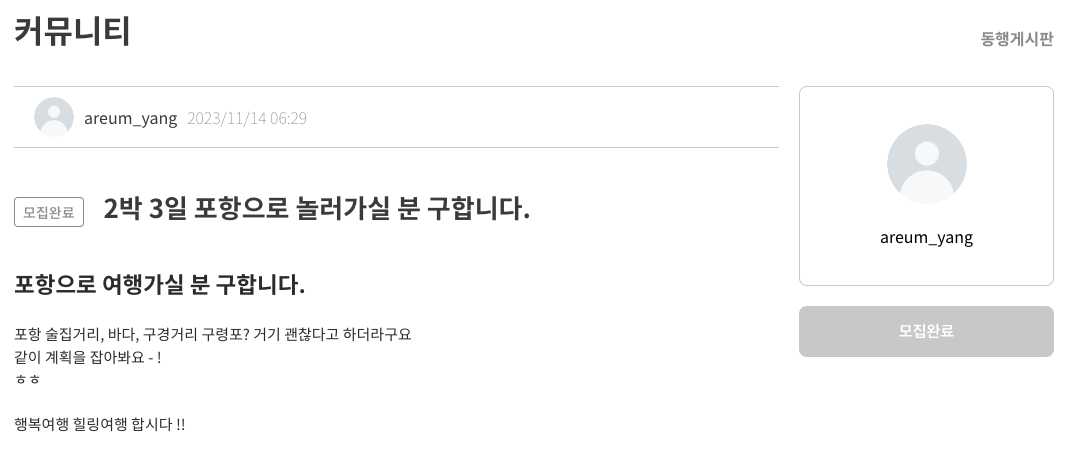 커뮤니티
동행게시판
areum_yang 2023/11/14 06:29
모집완료 2박 3일 포항으로 놀러가실 분 구합니다.
포항으로 여행가실 분 구합니다.
포항 술집거리, 바다, 구경거리 구령포? 거기 괜찮다고 하더라구요
같이 계획을 잡아봐요 - !
ㅎㅎ
행복여행 힐링여행 합시다 !!
areum_yang
모집완료